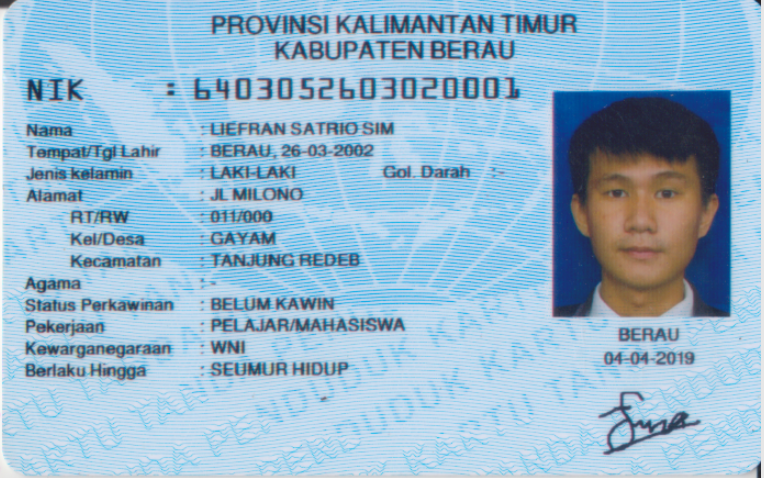 PROVINSI KALIMANTAN TIMUR
KABUPATEN BERAU
NIK : 6403052603020001
Nama : LIEFRAN SATRIO SIM
Tempat/Tgl Lahir : BERAU, 26-03-2002
Jenis kelamin : LAKI-LAKI Gol. Darah :-
Alamat : JL MILONO
RT/RW : 011/000
Kel/Desa : GAYAM
Kecamatan : TANJUNG REDEB
Agama :-
Status Perkawinan : BELUM KAWIN
Pekerjaan : PELAJAR/MAHASISWA
Kewarganegaraan : WNI
Berlaku Hingga : SEUMUR HIDUP
BERAU
04-04-2019
KARTU TANDA PENDUDUK